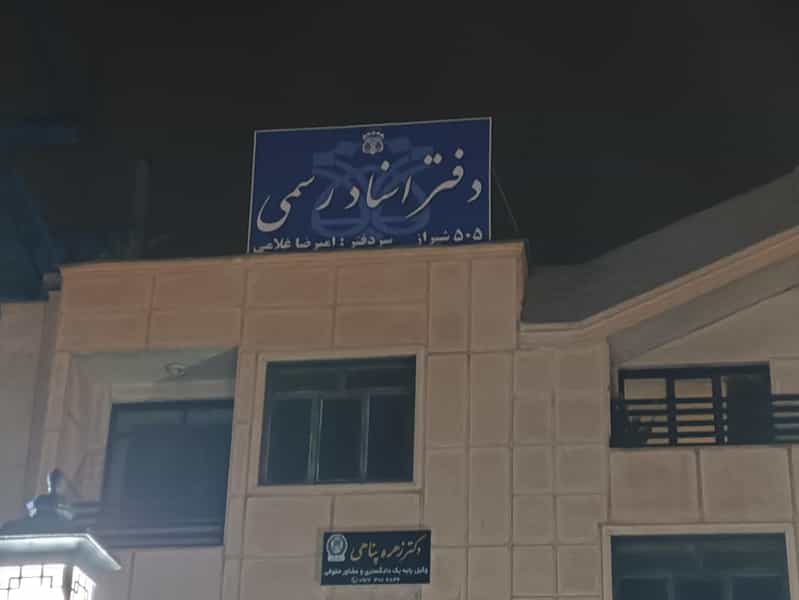 دفتر اسناد رسمی
۵۰۵ شیراز سردفتر : امیرضا غلامی
دکتر زهره پناهی
وکیل پایه یک دادگستری و مشاور حقوقی